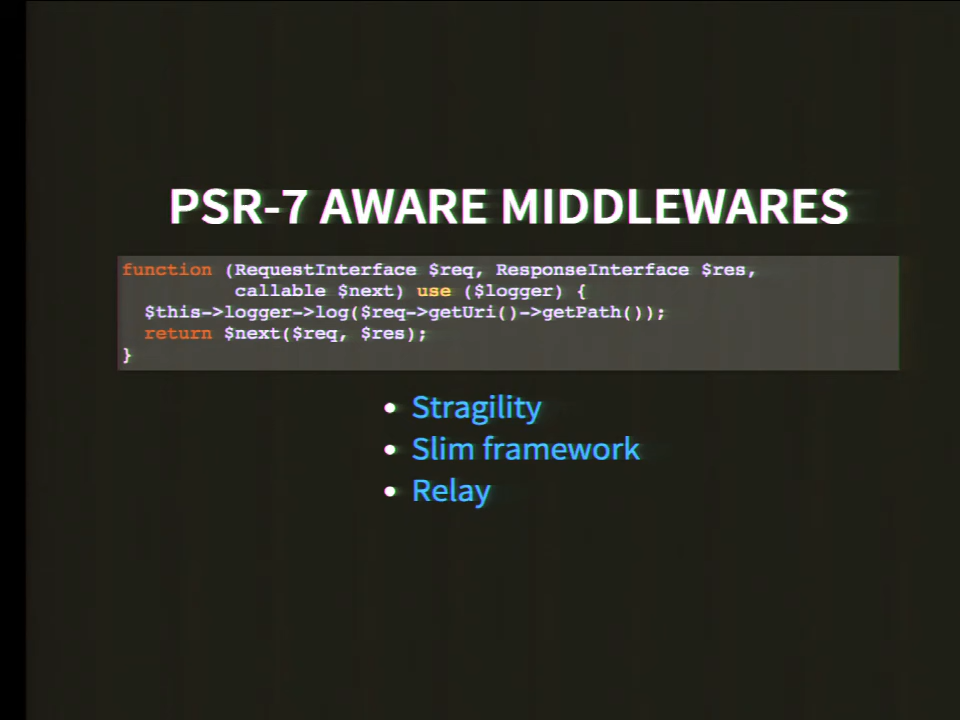 PSR-7 AWARE MIDDLEWARES
function (RequestInterface $req, ResponseInterface $res,
          callable $next) use ($logger) {
  $this->logger->log($req->getUri()->getPath());
  return $next($req, $res);
}
• Stragility
• Slim framework
• Relay